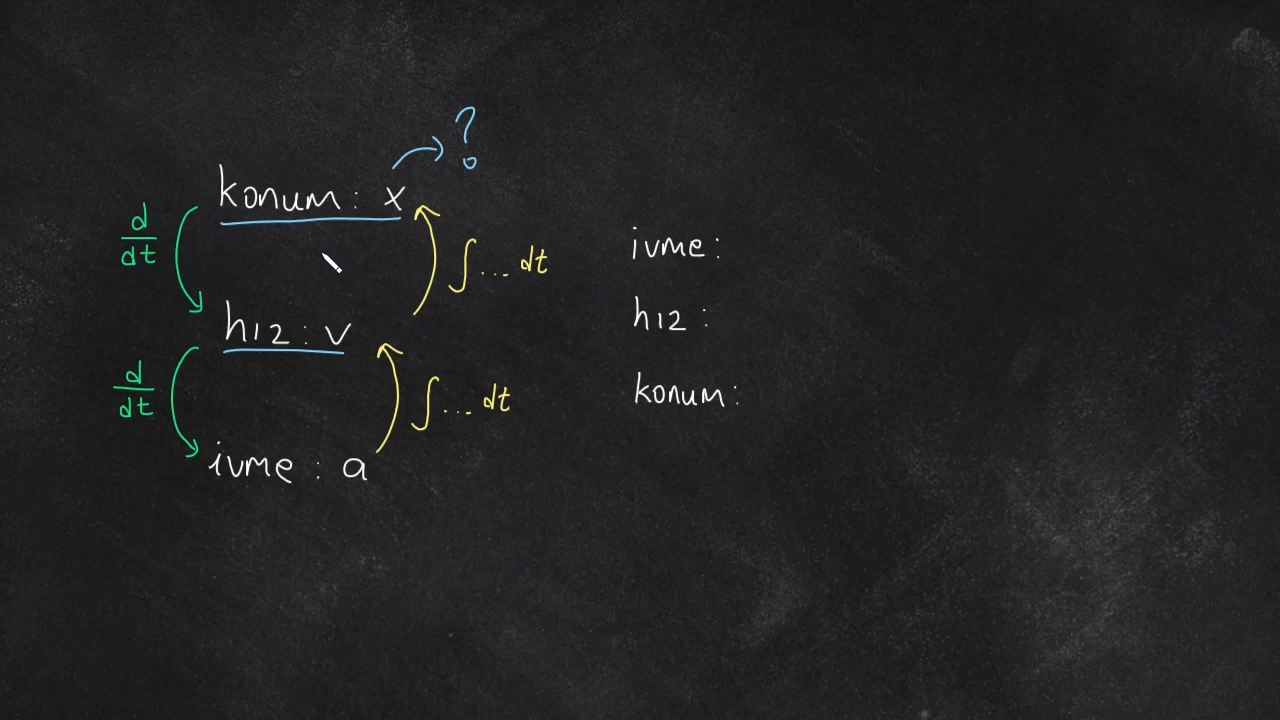 ?
konum: x
d/dt
∫... dt
hız: v
d/dt
∫... dt
ivme: a
ivme:
hız:
konum: